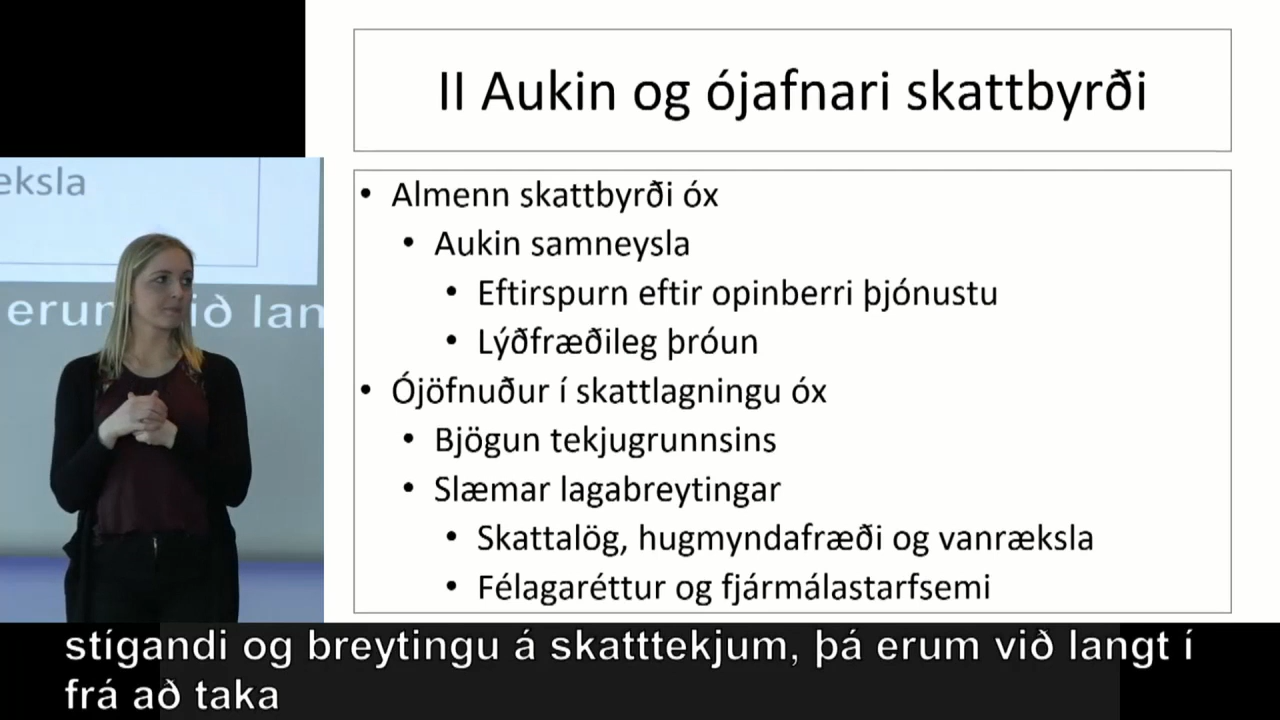 II Aukin og ójafnari skattbyrði
• Almenn skattbyrði óx
• Aukin samneysla
• Eftirspurn eftir opinberri þjónustu
• Lýðfræðileg þróun
• Ójöfnuður í skattlagningu óx
• Bjögun tekjugrunnsins
• Slæmar lagabreytingar
• Skattalög, hugmyndafræði og vanræksla
• Félagaréttur og fjármálastarfsemi
eksla
erum við lan
stígandi og breytingu á skatttekjum, þá erum við langt í
frá að taka